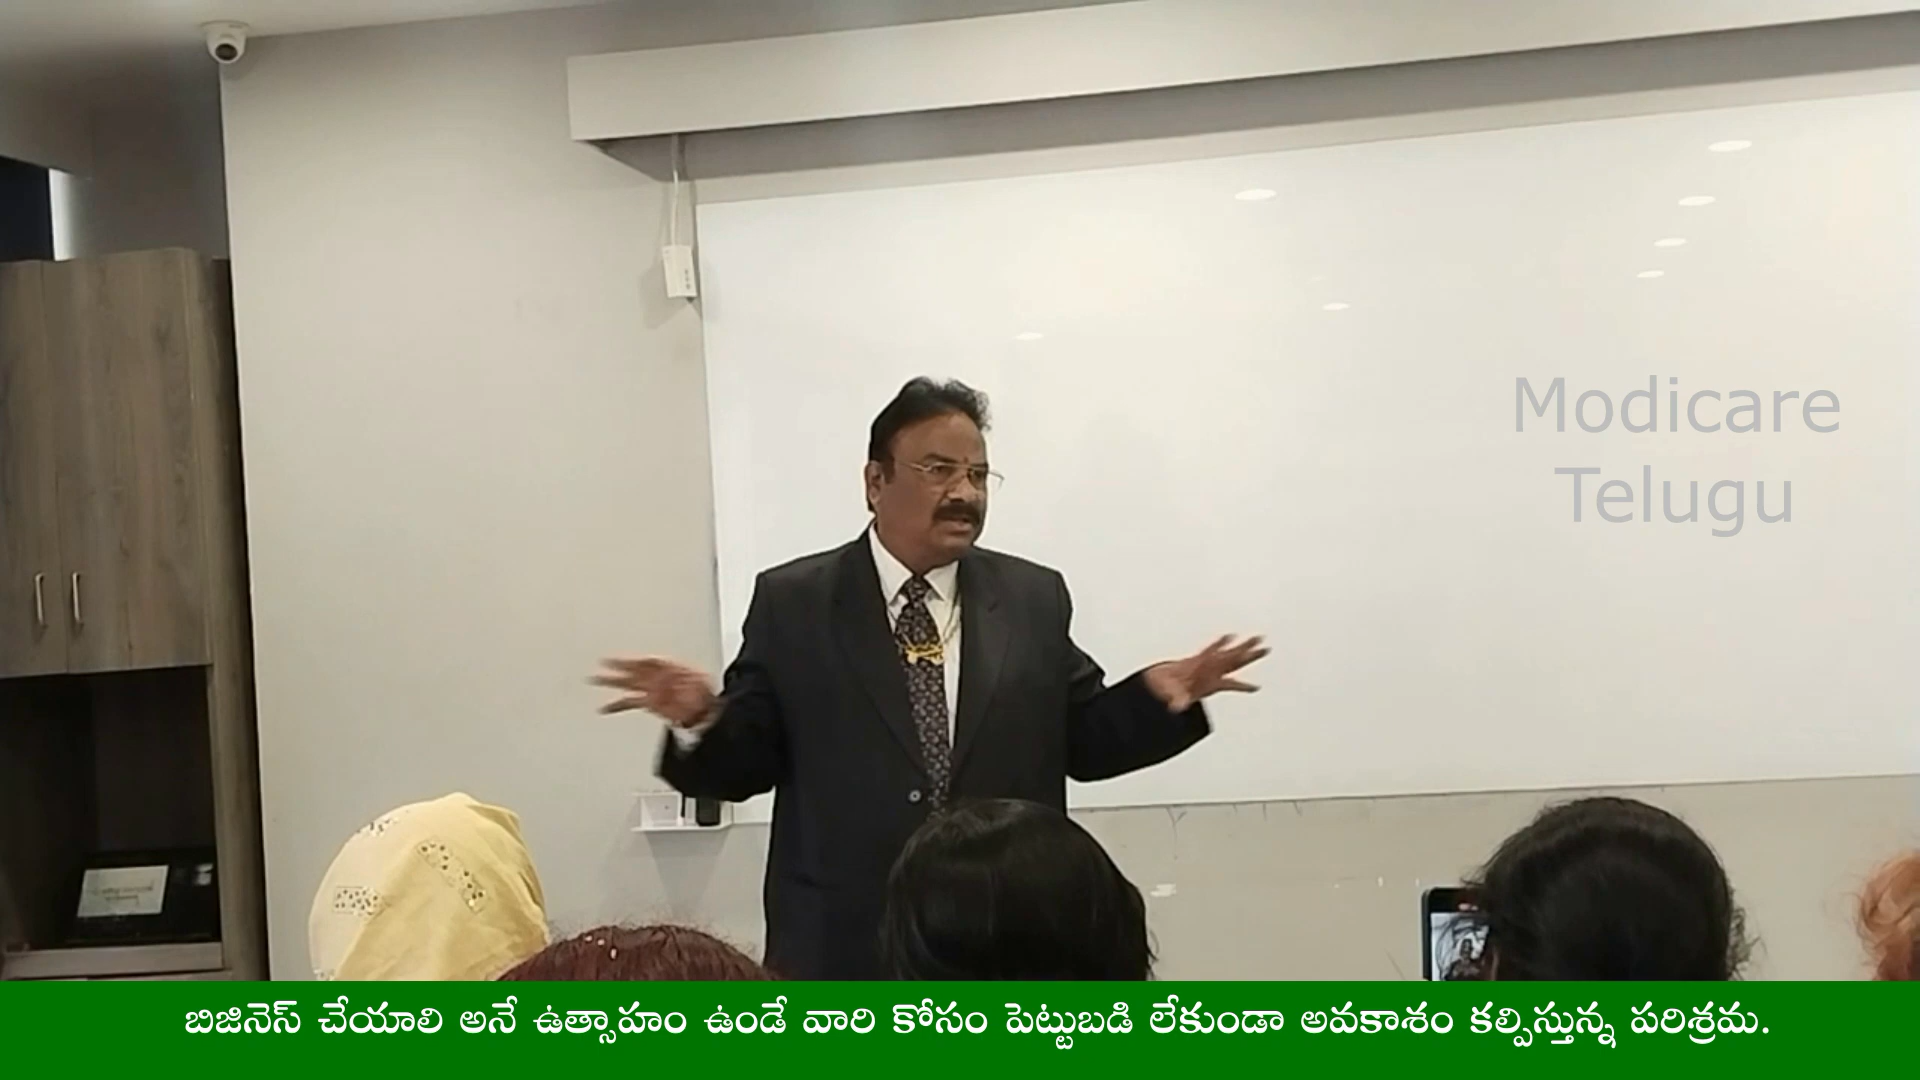 Modicare
Telugu
బిజినెస్ చేయాలి అనే ఉత్సాహం ఉండే వారి కోసం పెట్టుబడి లేకుండా అవకాశం కల్పిస్తున్న పరిశ్రమ.